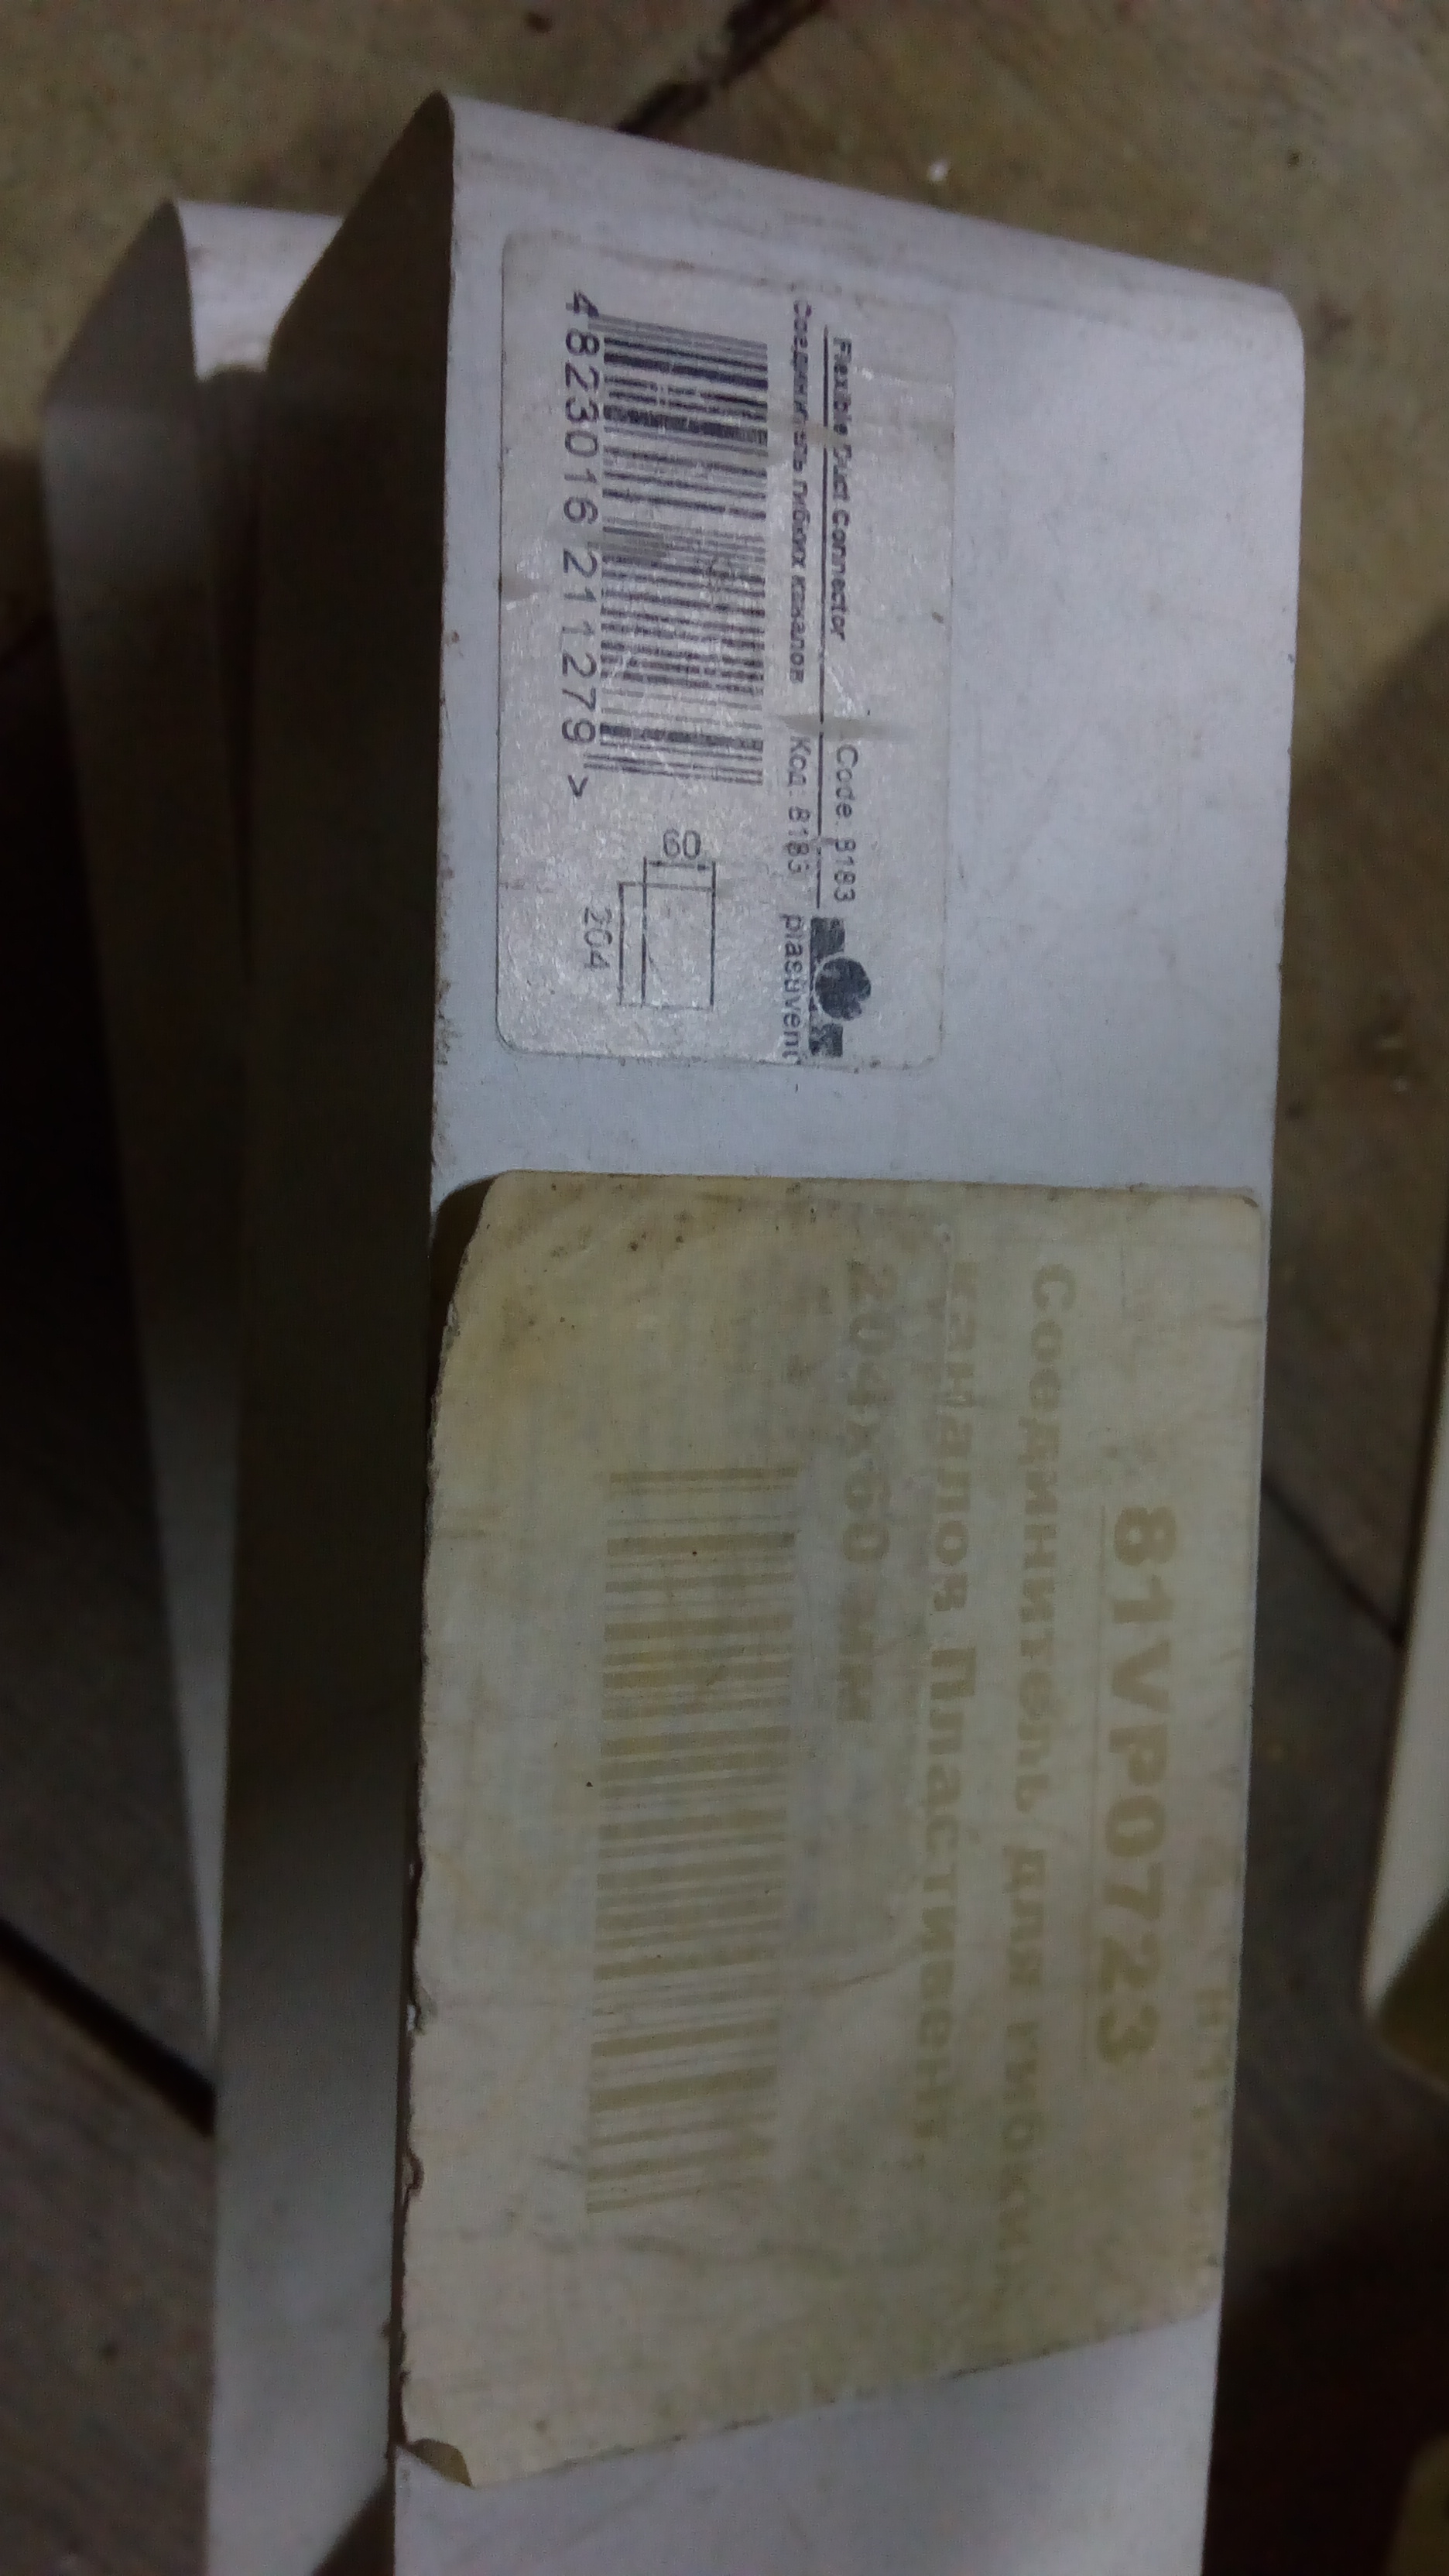 Flexible Duct Connector Code: 8183
Соединитель гибких каналов Код: 8183
plastivent
4 823016 211279 >
60
204
81VP0723
Соединитель для гибких
каналов Пластивент
204х60 мм